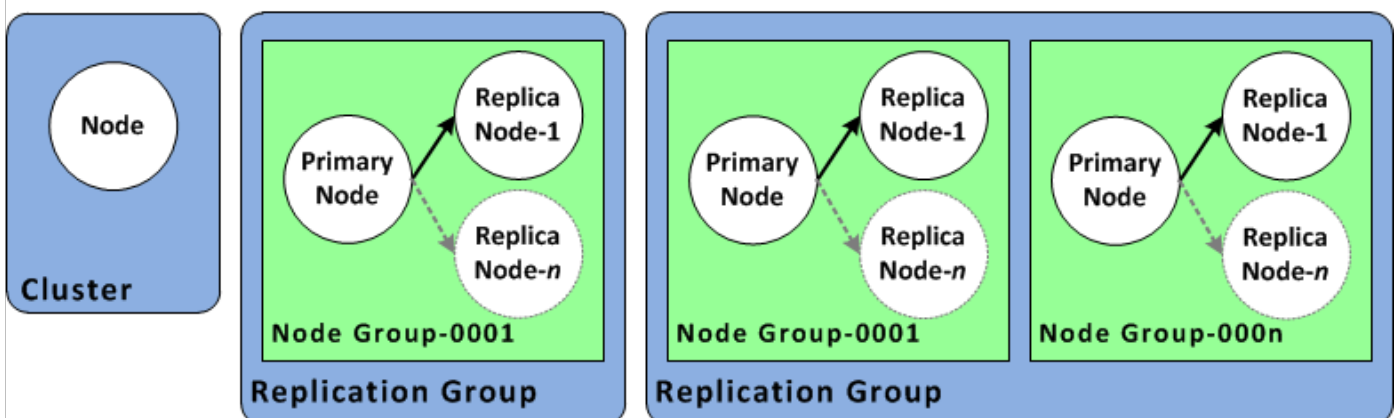 Node
Cluster
Primary
Node
Replica
Node-1
Replica
Node-n
Node Group-0001
Replication Group
Primary
Node
Replica
Node-1
Replica
Node-n
Node Group-0001
Primary
Node
Replica
Node-1
Replica
Node-n
Node Group-000n
Replication Group